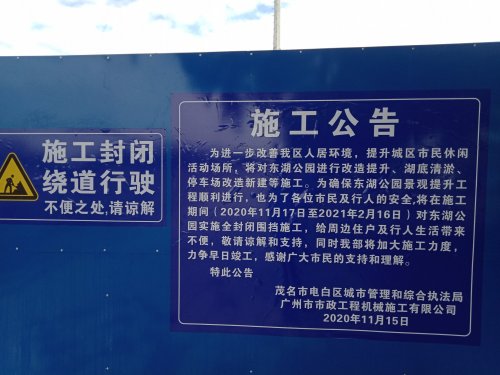 施工封闭
绕道行驶
不便之处,请谅解
施工公告
为进一步改善我区人居环境，提升城区市民休闲
活动场所，将对东湖公园进行改造提升、湖底清淤、
停车场改造新建等施工。为确保东湖公园景观提升工
程顺利进行，也为了各位市民及行人的安全,将在施工
期间（2020年11月17日至2021年2月16日）对东湖公
园实施全封闭围挡施工，给周边住户及行人生活带来
不便，敬请谅解和支持，同时我部将加大施工力度，
力争早日竣工，感谢广大市民的支持和理解。
特此公告
茂名市电白区城市管理和综合执法局
广州市市政工程机械施工有限公司
2020年11月15日